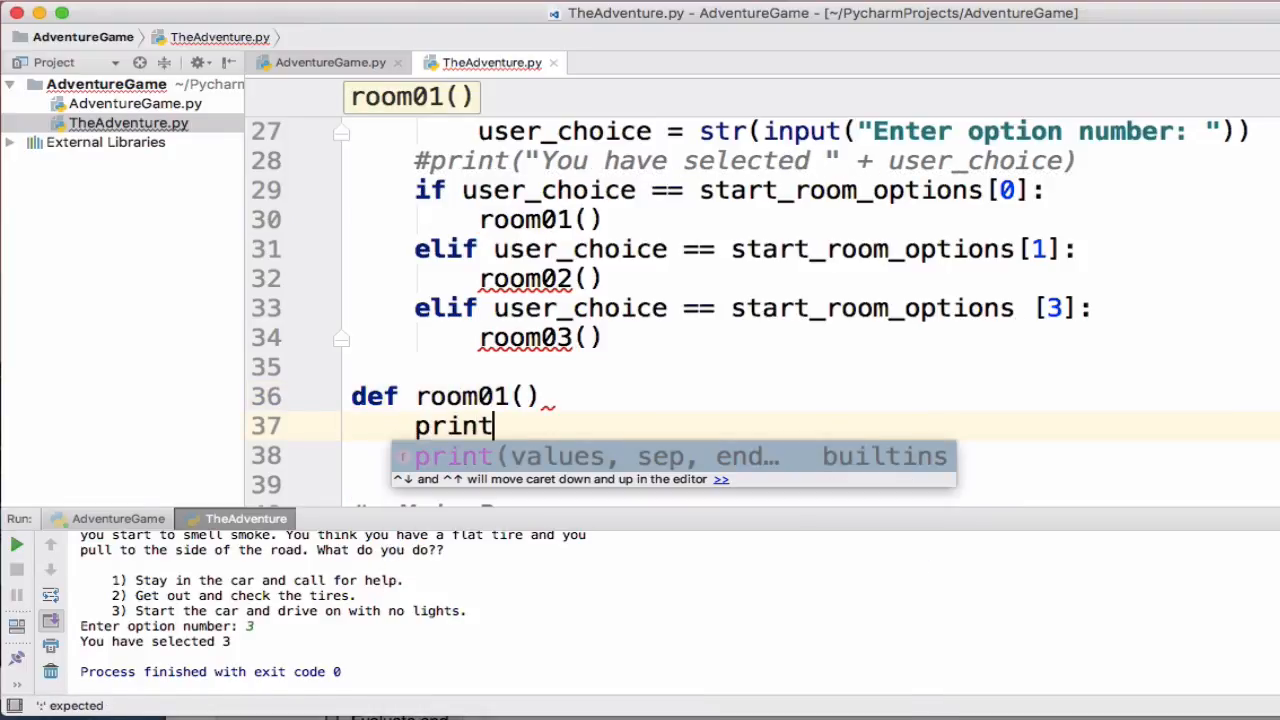 TheAdventure.py - AdventureGame - [~/PycharmProjects/AdventureGame]
AdventureGame TheAdventure.py
Project AdventureGame.py × TheAdventure.py ×
AdventureGame ~/Pycharm
AdventureGame.py
TheAdventure.py
External Libraries
room01()
27 user_choice = str(input("Enter option number: "))
28 #print("You have selected " + user_choice)
29 if user_choice == start_room_options[0]:
30 room01()
31 elif user_choice == start_room_options[1]:
32 room02()
33 elif user_choice == start_room_options [3]:
34 room03()
35
36 def room01()
37 print
38 print(values, sep, end… builtins
^↓ and ^↑ will move caret down and up in the editor >>
39
Run: AdventureGame TheAdventure
you start to smell smoke. You think you have a flat tire and you
pull to the side of the road. What do you do??
1) Stay in the car and call for help.
2) Get out and check the tires.
3) Start the car and drive on with no lights.
Enter option number: 3
You have selected 3
Process finished with exit code 0
':' expected